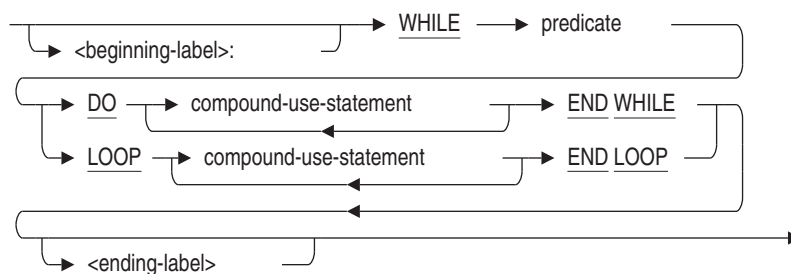 WHILE predicate
<beginning-label>:
DO compound-use-statement END WHILE
LOOP compound-use-statement END LOOP
<ending-label>